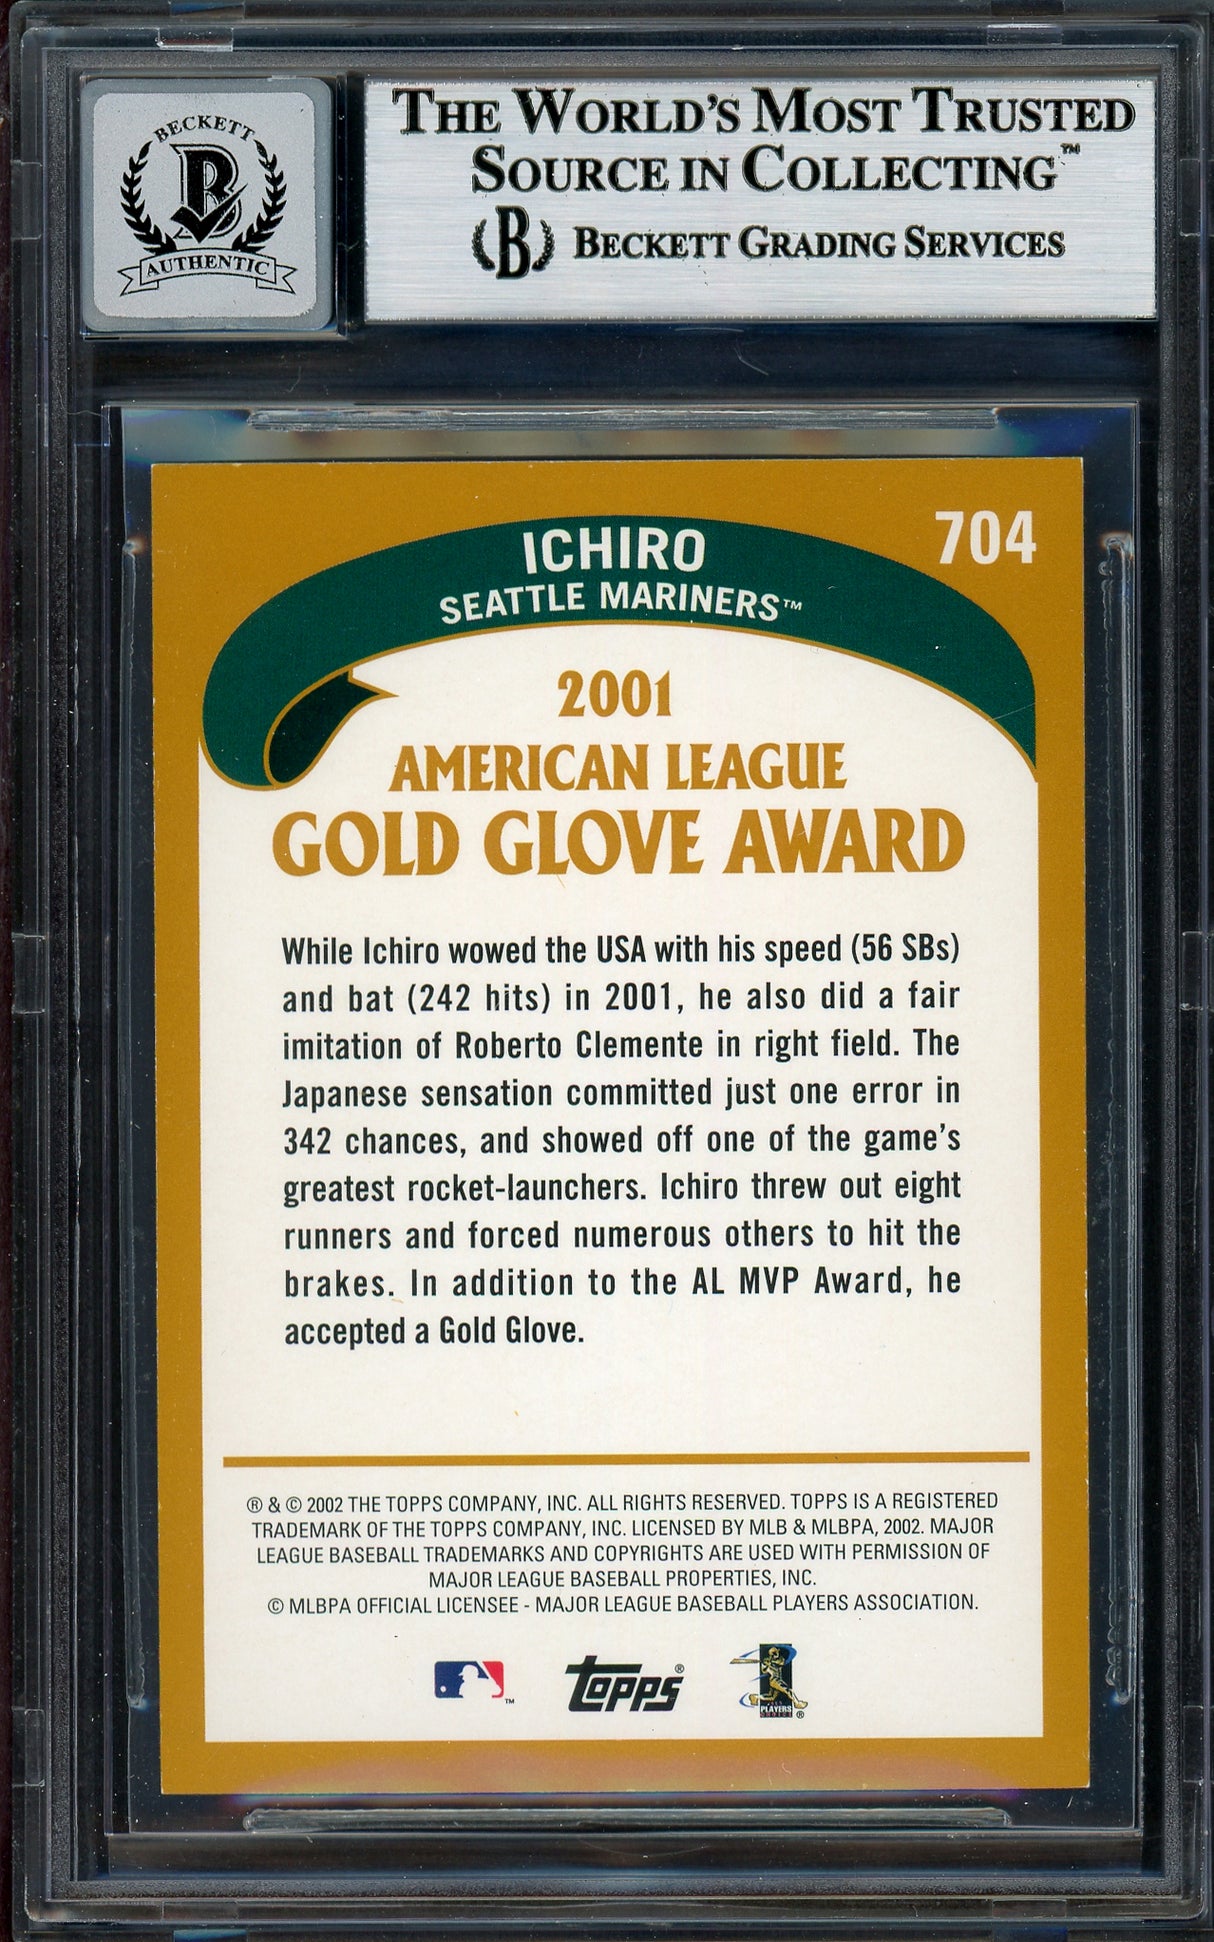 BECKETT
B
AUTHENTIC
THE WORLD'S MOST TRUSTED
SOURCE IN COLLECTING™
B BECKETT GRADING SERVICES
704
ICHIRO
SEATTLE MARINERS™
2001
AMERICAN LEAGUE
GOLD GLOVE AWARD
While Ichiro wowed the USA with his speed (56 SBs)
and bat (242 hits) in 2001, he also did a fair
imitation of Roberto Clemente in right field. The
Japanese sensation committed just one error in
342 chances, and showed off one of the game's
greatest rocket-launchers. Ichiro threw out eight
runners and forced numerous others to hit the
brakes. In addition to the AL MVP Award, he
accepted a Gold Glove.
® & © 2002 THE TOPPS COMPANY, INC. ALL RIGHTS RESERVED. TOPPS IS A REGISTERED
TRADEMARK OF THE TOPPS COMPANY, INC. LICENSED BY MLB & MLBPA, 2002. MAJOR
LEAGUE BASEBALL TRADEMARKS AND COPYRIGHTS ARE USED WITH PERMISSION OF
MAJOR LEAGUE BASEBALL PROPERTIES, INC.
© MLBPA OFFICIAL LICENSEE - MAJOR LEAGUE BASEBALL PLAYERS ASSOCIATION.
™ topps® PLAYERS
CHOICE ®